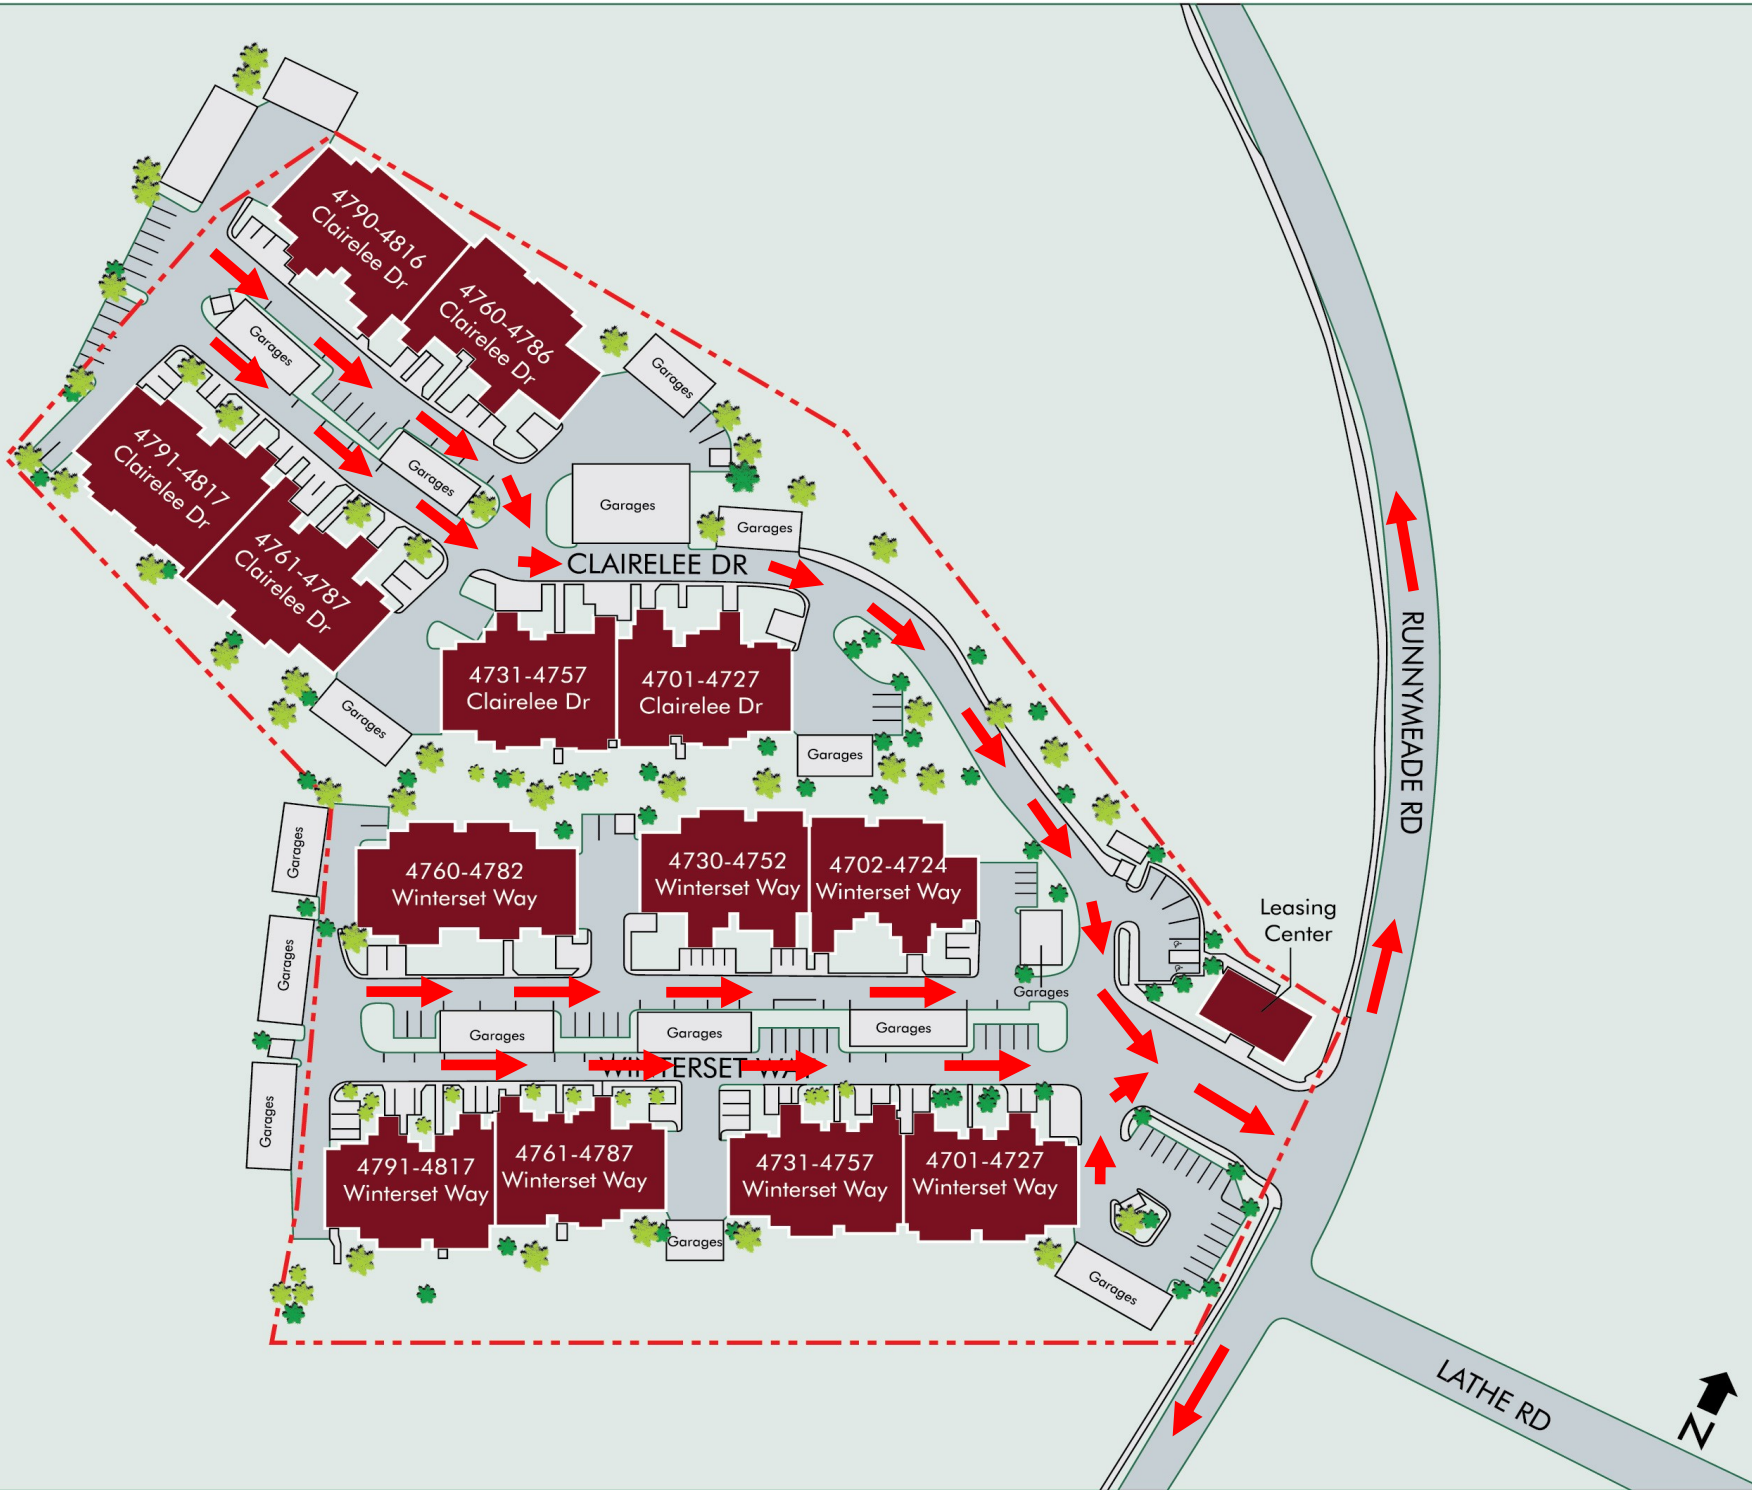 4790-4816
Clairelee Dr
4760-4786
Clairelee Dr
Garages
Garages
Garages
4791-4817
Clairelee Dr
4761-4787
Clairelee Dr
Garages
Garages
CLAIRELEE DR
RUNNYMEADE RD
4731-4757
Clairelee Dr
4701-4727
Clairelee Dr
Garages
Garages
Garages
4760-4782
Winterset Way
4730-4752
Winterset Way
4702-4724
Winterset Way
Leasing
Center
Garages
Garages
Garages
Garages
Garages
WINTERSET WAY
Garages
4791-4817
Winterset Way
4761-4787
Winterset Way
4731-4757
Winterset Way
4701-4727
Winterset Way
Garages
Garages
LATHE RD
N